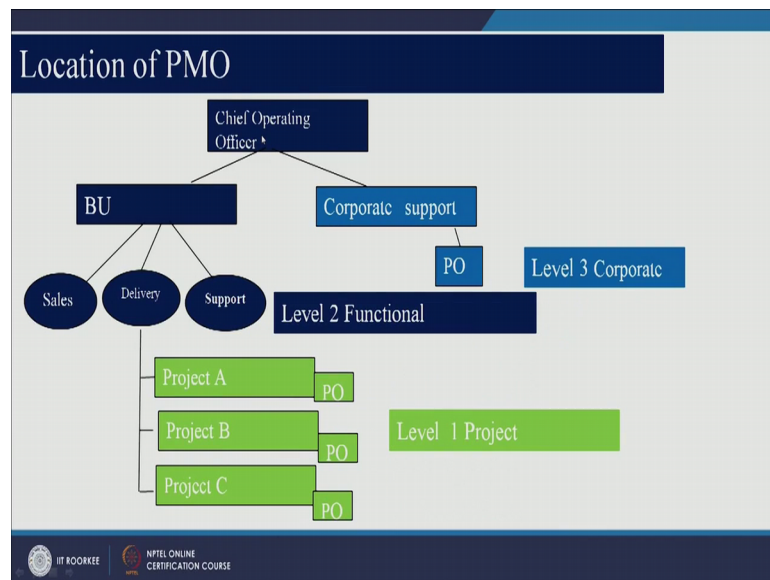 Location of PMO
Chief Operating
Officer
BU
Corporate support
PO
Level 3 Corporate
Sales
Delivery
Support
Level 2 Functional
Project A
PO
Project B
PO
Level 1 Project
Project C
PO
IIT ROORKEE
NPTEL ONLINE
CERTIFICATION COURSE